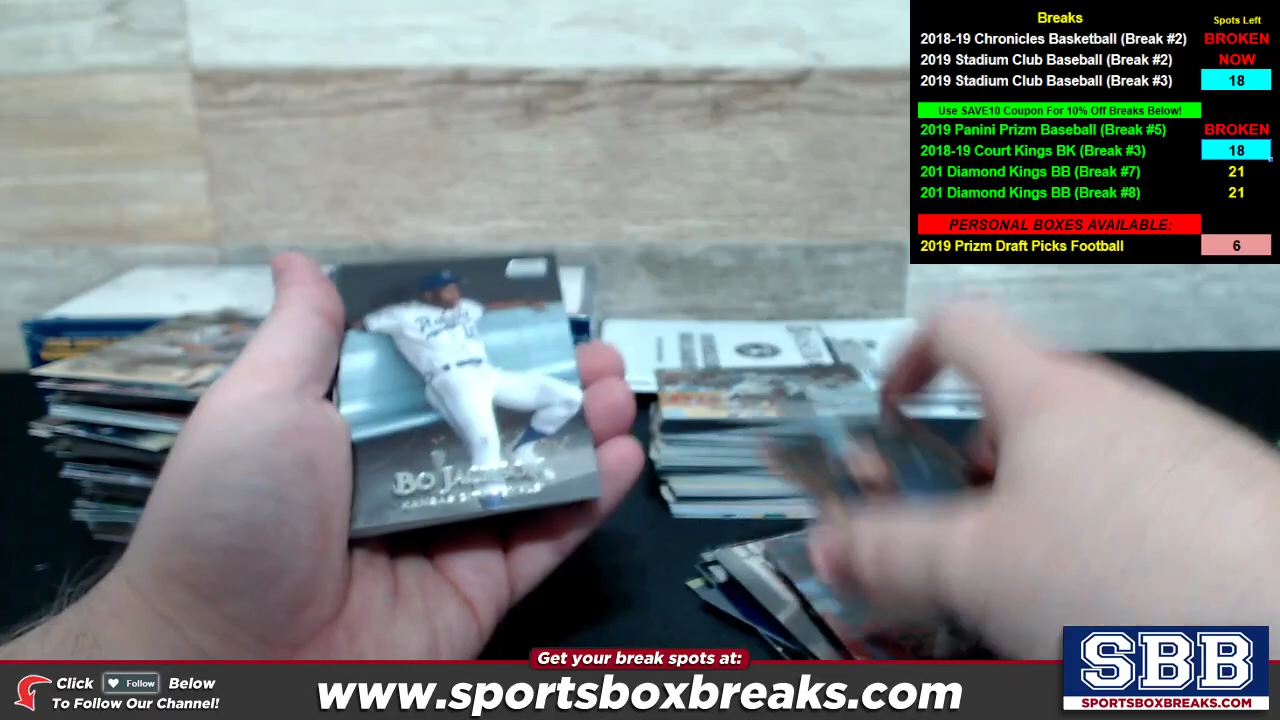 Breaks Spots Left
2018-19 Chronicles Basketball (Break #2) BROKEN
2019 Stadium Club Baseball (Break #2) NOW
2019 Stadium Club Baseball (Break #3) 18
Use SAVE10 Coupon For 10% Off Breaks Below!
2019 Panini Prizm Baseball (Break #5) BROKEN
2018-19 Court Kings BK (Break #3) 18
201 Diamond Kings BB (Break #7) 21
201 Diamond Kings BB (Break #8) 21
PERSONAL BOXES AVAILABLE:
2019 Prizm Draft Picks Football 6
Royals
BO JACKSON
Get your break spots at:
Click Follow Below
To Follow Our Channel!
www.sportsboxbreaks.com
SBB
SPORTSBOXBREAKS.COM